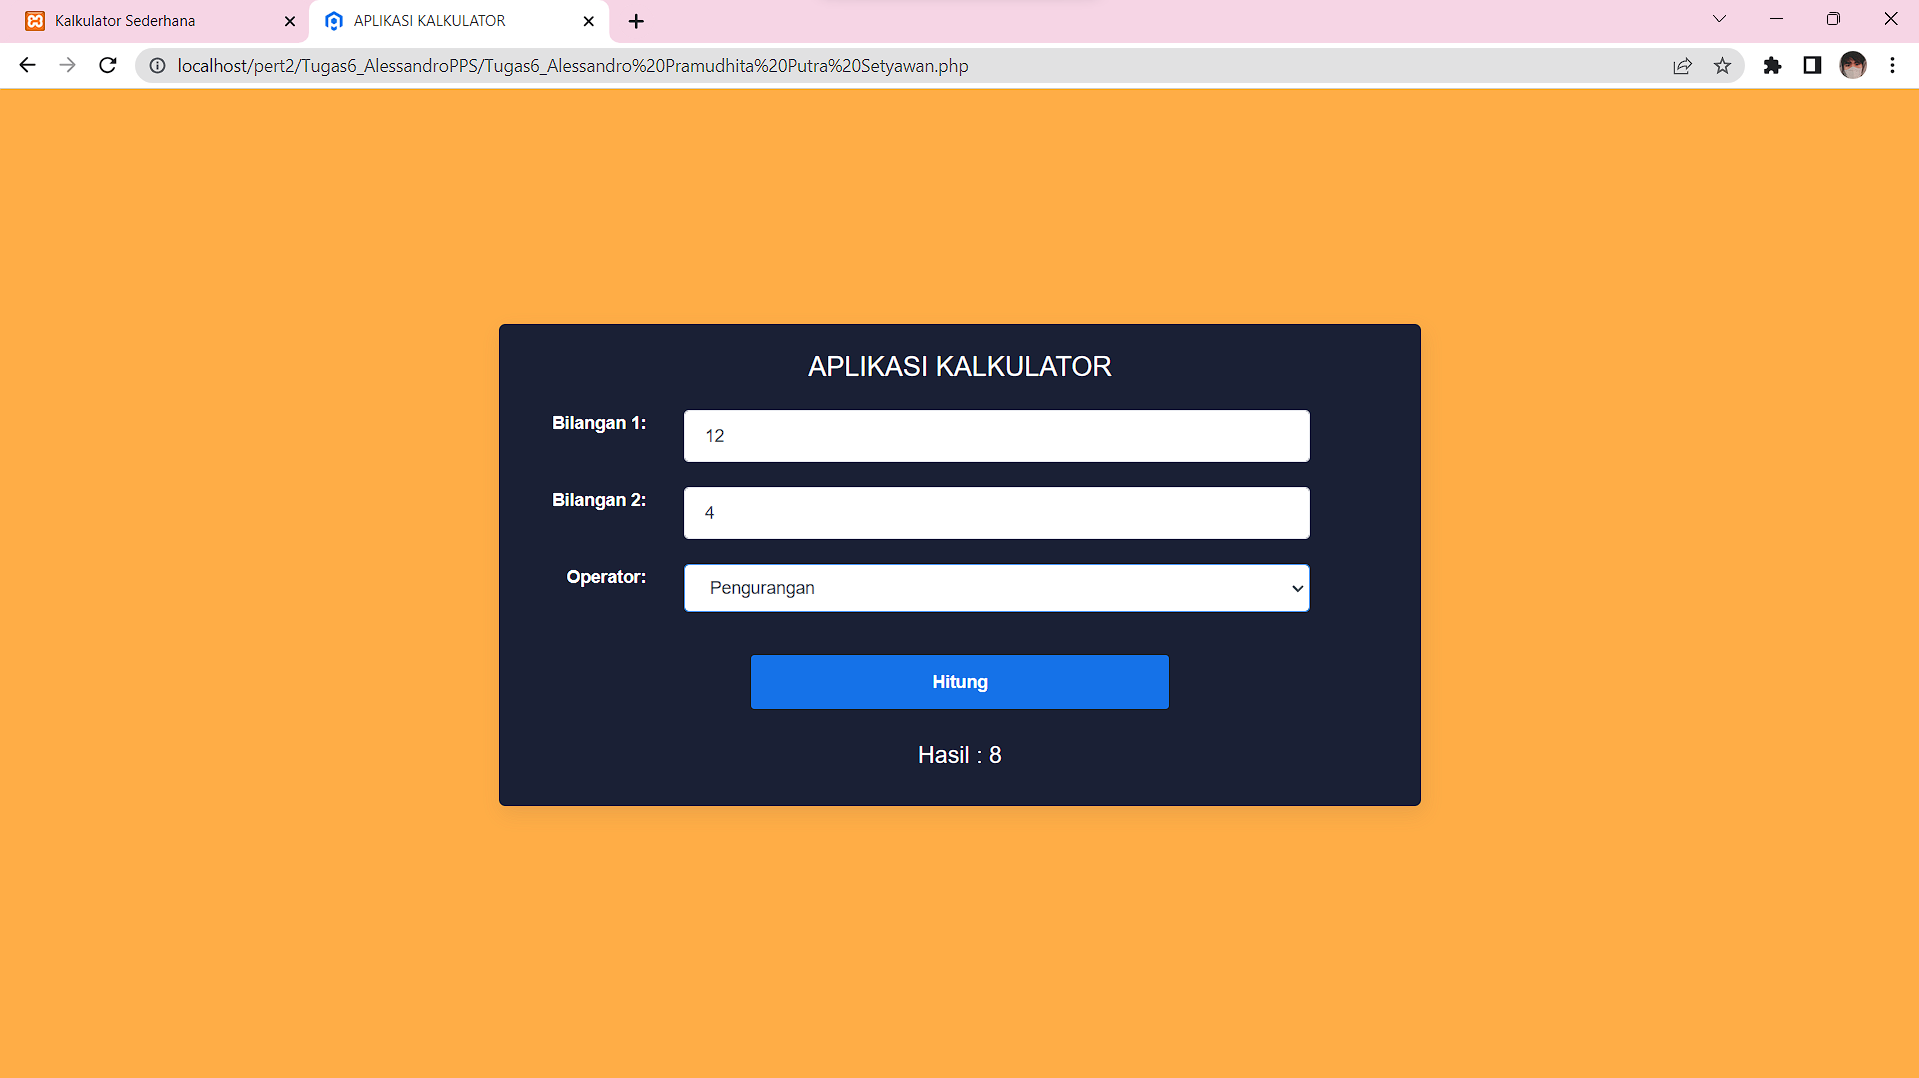 Kalkulator Sederhana
APLIKASI KALKULATOR
localhost/pert2/Tugas6_AlessandroPPS/Tugas6_Alessandro%20Pramudhita%20Putra%20Setyawan.php
APLIKASI KALKULATOR
Bilangan 1:
12
Bilangan 2:
4
Operator:
Pengurangan
Hitung
Hasil : 8